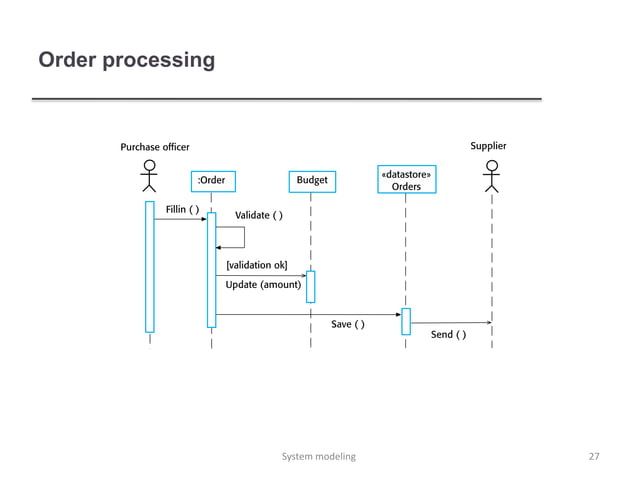 Order processing
Purchase officer
Supplier
:Order
Budget
«datastore»
Orders
Fillin ( )
Validate ( )
[validation ok]
Update (amount)
Save ( )
Send ( )
System modeling
27